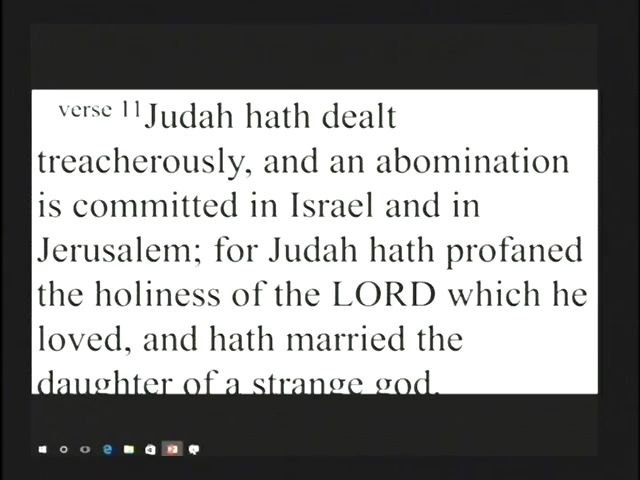 verse 11 Judah hath dealt
treacherously, and an abomination
is committed in Israel and in
Jerusalem; for Judah hath profaned
the holiness of the LORD which he
loved, and hath married the
daughter of a strange god.